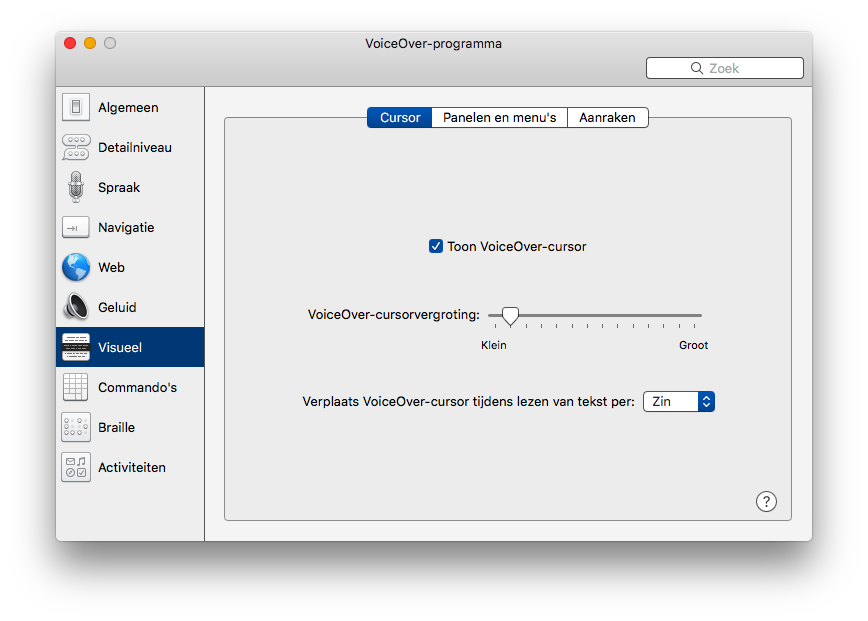 VoiceOver-programma
Zoek
Algemeen
Detailniveau
Spraak
Navigatie
Web
Geluid
Visueel
Commando's
Braille
Activiteiten
Cursor Panelen en menu's Aanraken
Toon VoiceOver-cursor
VoiceOver-cursorvergroting:
Klein Groot
Verplaats VoiceOver-cursor tijdens lezen van tekst per: Zin
?